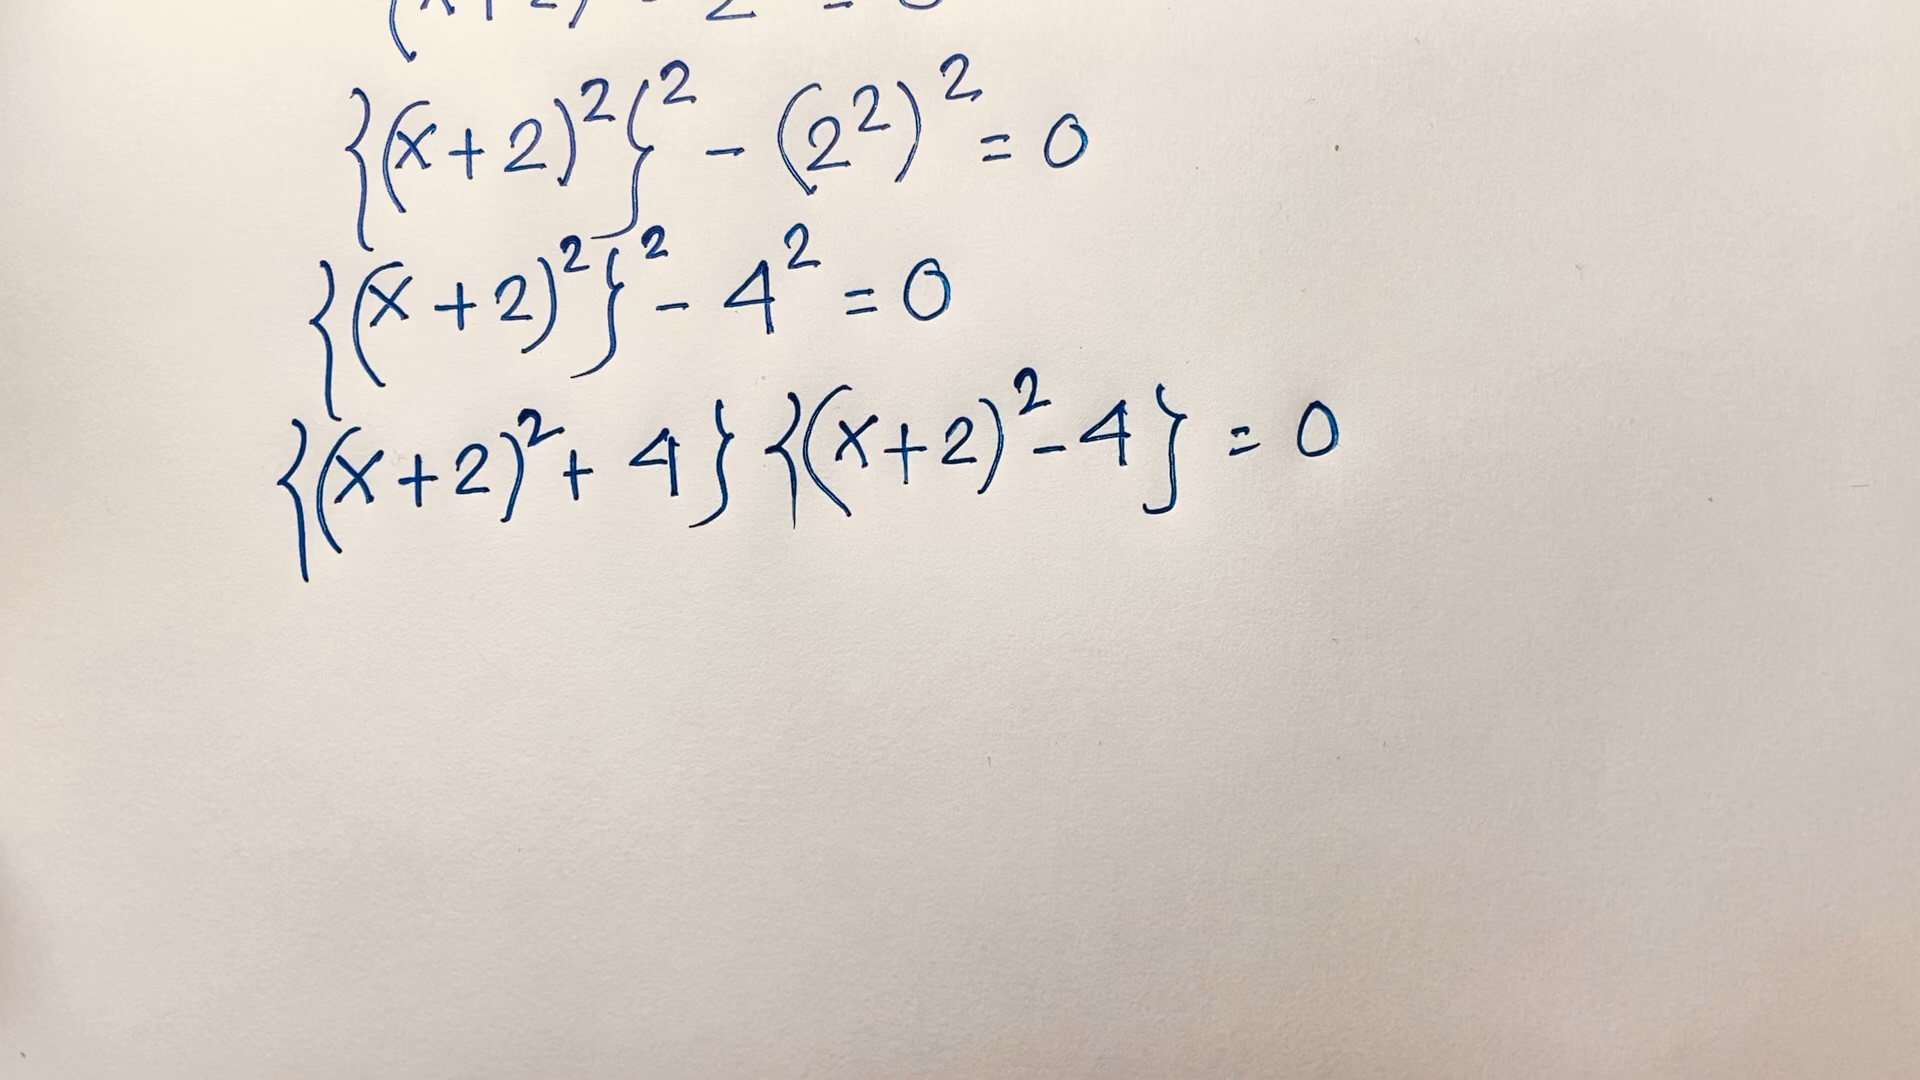 {(x+2)²}² - (2²)² = 0
{(x+2)²}² - 4² = 0
{(x+2)²+4}{(x+2)²-4} = 0